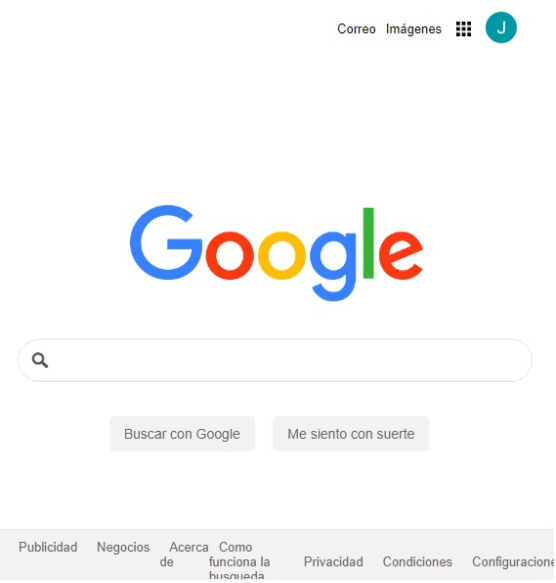 Correo Imágenes J
Google
Buscar con Google Me siento con suerte
Publicidad Negocios Acerca de Como funciona la busqueda Privacidad Condiciones Configuracione